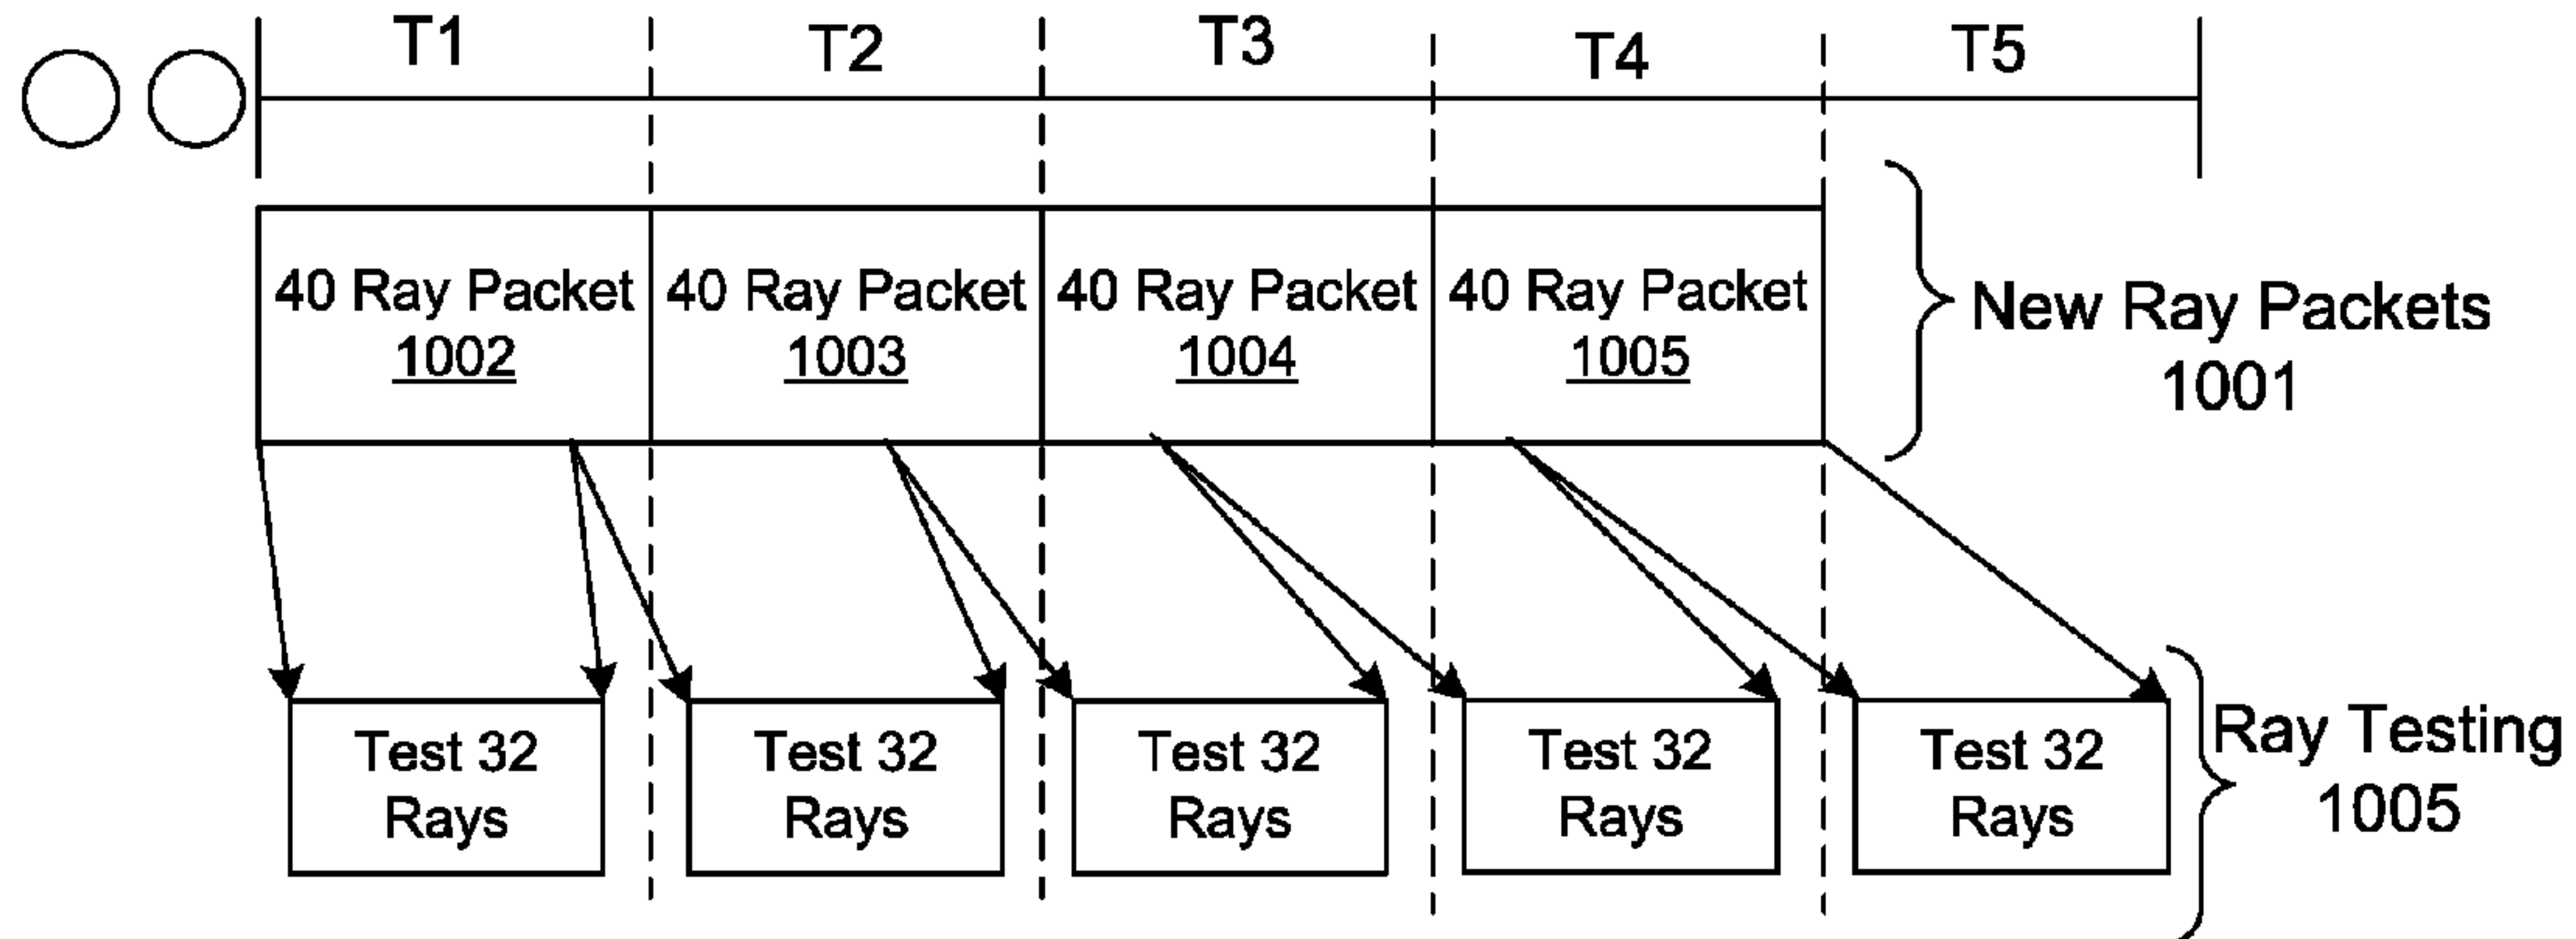 T1
T2
T3
T4
T5
40 Ray Packet
1002
40 Ray Packet
1003
40 Ray Packet
1004
40 Ray Packet
1005
New Ray Packets
1001
Test 32
Rays
Test 32
Rays
Test 32
Rays
Test 32
Rays
Test 32
Rays
Ray Testing
1005